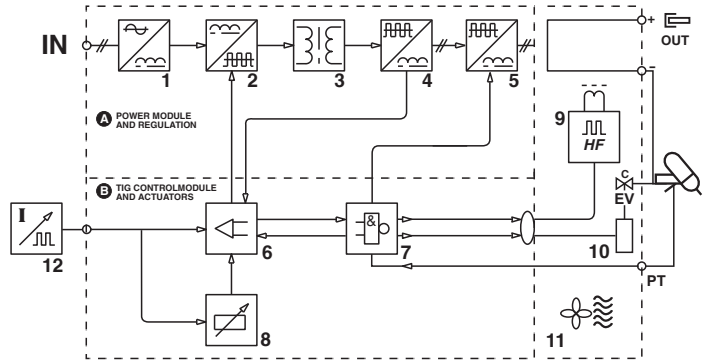 IN
1
2
3
4
5
+
OUT
-
A POWER MODULE
AND REGULATION
9
HF
B TIG CONTROLMODULE
AND ACTUATORS
C
EV
I
12
6
&
7
10
PT
8
11